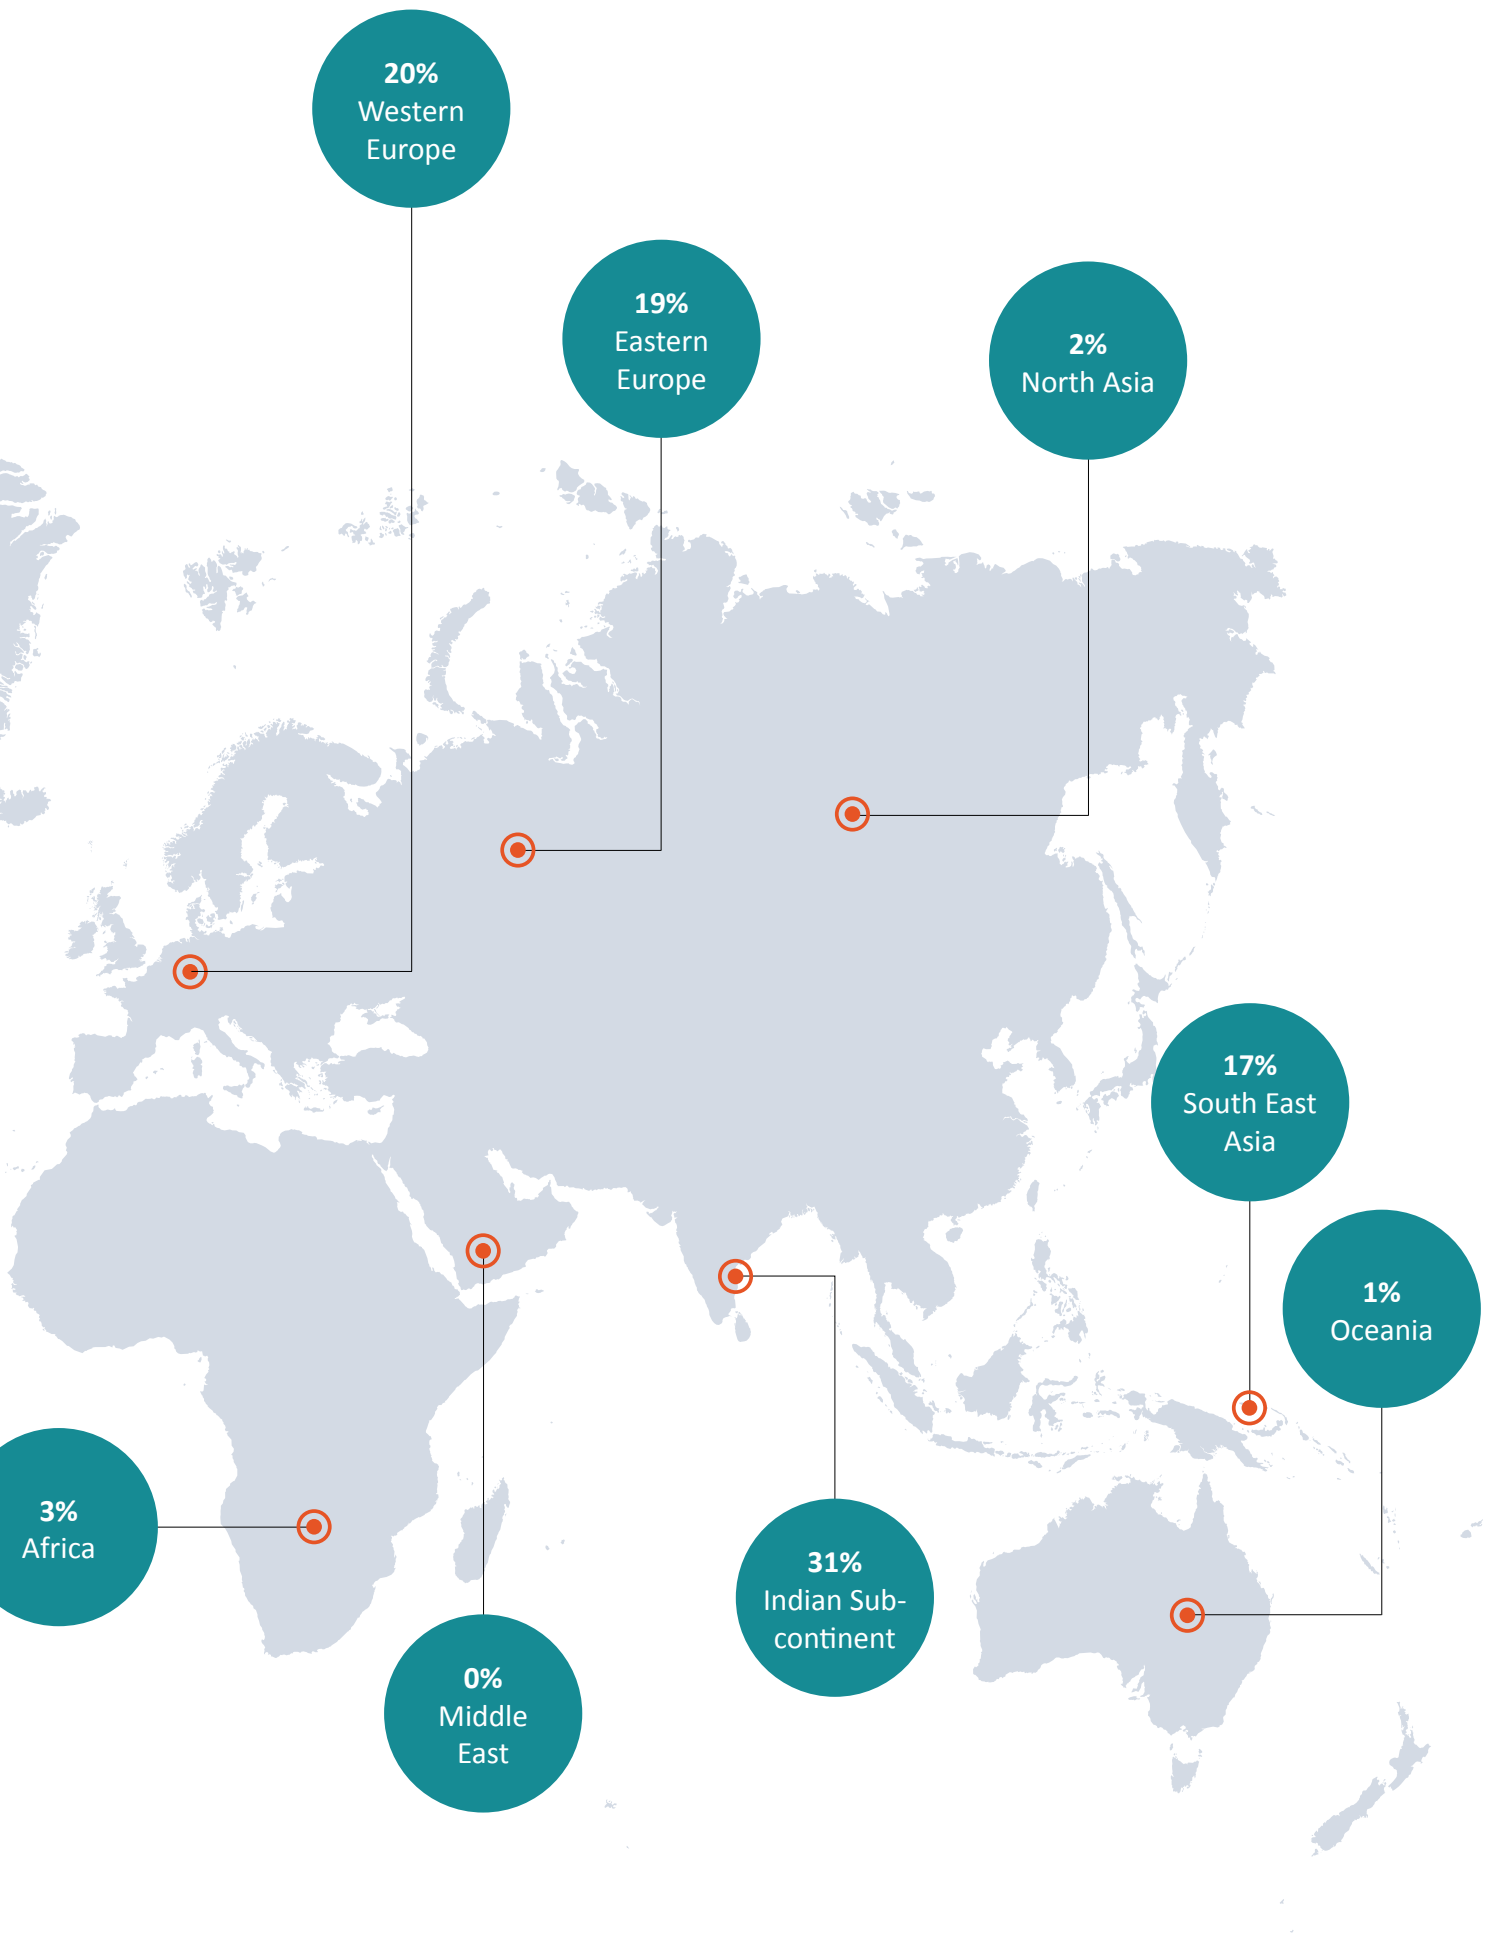 20%
Western
Europe
19%
Eastern
Europe
2%
North Asia
17%
South East
Asia
1%
Oceania
3%
Africa
31%
Indian Sub-
continent
0%
Middle
East